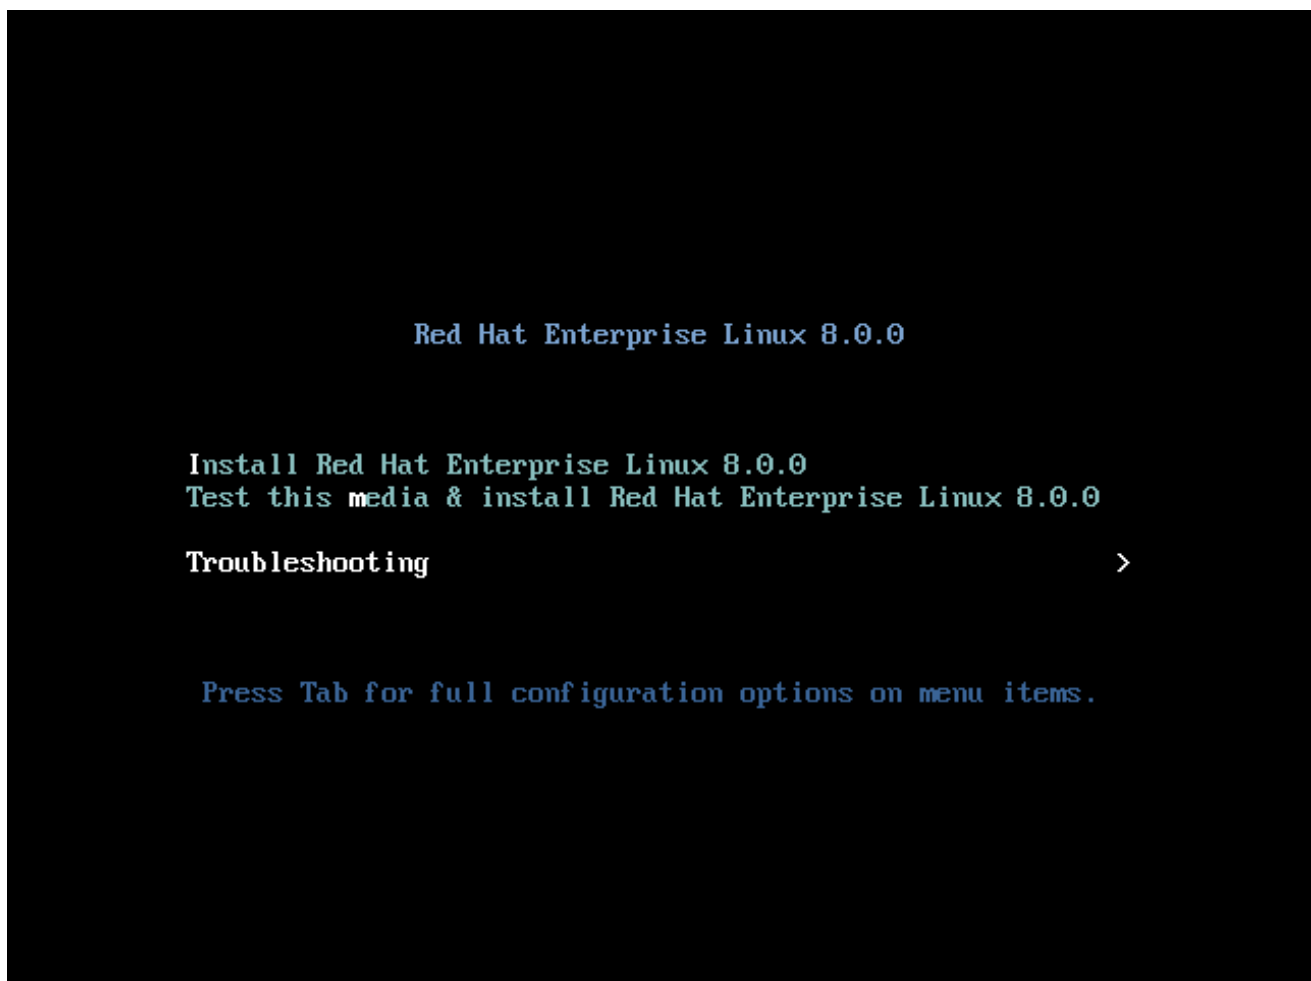 Red Hat Enterprise Linux 8.0.0
Install Red Hat Enterprise Linux 8.0.0
Test this media & install Red Hat Enterprise Linux 8.0.0
Troubleshooting >
Press Tab for full configuration options on menu items.